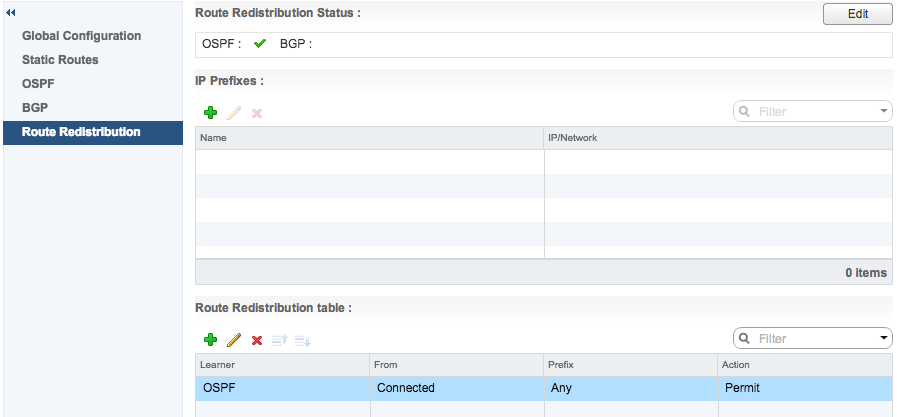 Route Redistribution Status :
Edit
Global Configuration
Static Routes
OSPF
BGP
Route Redistribution
OSPF : BGP :
IP Prefixes :
Filter
Name IP/Network
0 items
Route Redistribution table :
Filter
Learner From Prefix Action
OSPF Connected Any Permit